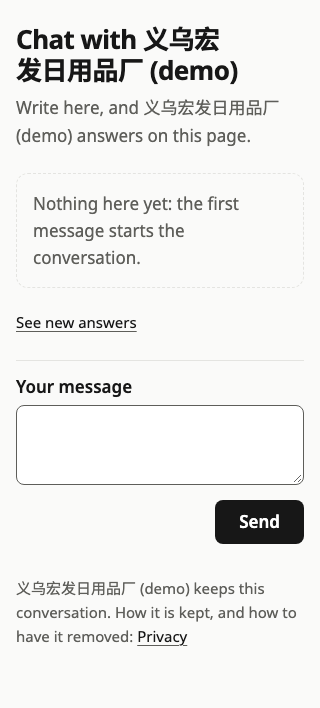 Chat with 义乌宏
发日用品厂 (demo)
Write here, and 义乌宏发日用品厂
(demo) answers on this page.
Nothing here yet: the first
message starts the
conversation.
See new answers
Your message
Send
义乌宏发日用品厂 (demo) keeps this
conversation. How it is kept, and how to
have it removed: Privacy